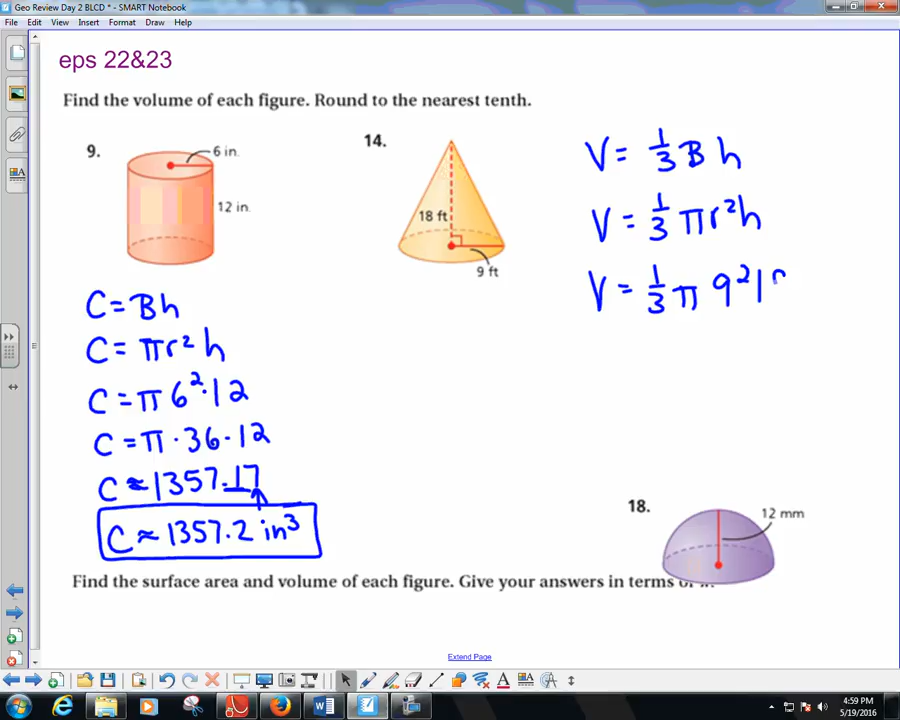 Geo Review Day 2 BLCD * - SMART Notebook
File Edit View Insert Format Draw Help
eps 22&23
Find the volume of each figure. Round to the nearest tenth.
9.
6 in.
12 in.
C = Bh
C = πr² h
C = π 6² · 12
C = π · 36 · 12
C ≈ 1357.17
C ≈ 1357.2 in³
14.
18 ft
9 ft
V = 1/3 B h
V = 1/3 πr² h
V = 1/3 π 9² 1
18.
12 mm
Find the surface area and volume of each figure. Give your answers in terms
Extend Page
4:59 PM
5/19/2016